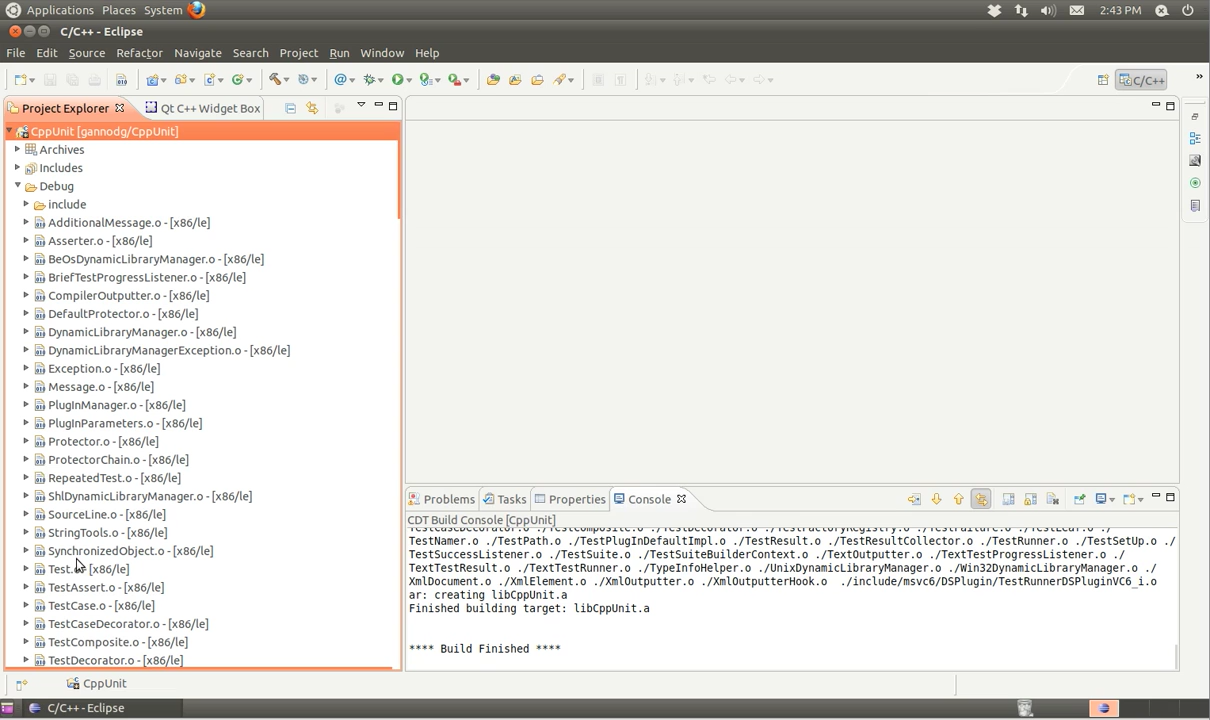 Applications Places System 2:43 PM
C/C++ - Eclipse
File Edit Source Refactor Navigate Search Project Run Window Help
C/C++ »
Project Explorer Qt C++ Widget Box
CppUnit [gannodg/CppUnit]
Archives
Includes
Debug
include
AdditionalMessage.o - [x86/le]
Asserter.o - [x86/le]
BeOsDynamicLibraryManager.o - [x86/le]
BriefTestProgressListener.o - [x86/le]
CompilerOutputter.o - [x86/le]
DefaultProtector.o - [x86/le]
DynamicLibraryManager.o - [x86/le]
DynamicLibraryManagerException.o - [x86/le]
Exception.o - [x86/le]
Message.o - [x86/le]
PlugInManager.o - [x86/le]
PlugInParameters.o - [x86/le]
Protector.o - [x86/le]
ProtectorChain.o - [x86/le]
RepeatedTest.o - [x86/le]
ShlDynamicLibraryManager.o - [x86/le]
SourceLine.o - [x86/le]
StringTools.o - [x86/le]
SynchronizedObject.o - [x86/le]
Test.o - [x86/le]
TestAssert.o - [x86/le]
TestCase.o - [x86/le]
TestCaseDecorator.o - [x86/le]
TestComposite.o - [x86/le]
TestDecorator.o - [x86/le]
Problems Tasks Properties Console
CDT Build Console [CppUnit]
TestCaseDecorator.o ./TestComposite.o ./TestDecorator.o ./TestFactoryRegistry.o ./TestFailure.o ./TestLeaf.o ./
TestNamer.o ./TestPath.o ./TestPlugInDefaultImpl.o ./TestResult.o ./TestResultCollector.o ./TestRunner.o ./TestSetUp.o ./
TestSuccessListener.o ./TestSuite.o ./TestSuiteBuilderContext.o ./TextOutputter.o ./TextTestProgressListener.o ./
TextTestResult.o ./TextTestRunner.o ./TypeInfoHelper.o ./UnixDynamicLibraryManager.o ./Win32DynamicLibraryManager.o ./
XmlDocument.o ./XmlElement.o ./XmlOutputter.o ./XmlOutputterHook.o ./include/msvc6/DSPlugin/TestRunnerDSPluginVC6_i.o
ar: creating libCppUnit.a
Finished building target: libCppUnit.a
**** Build Finished ****
CppUnit
C/C++ - Eclipse